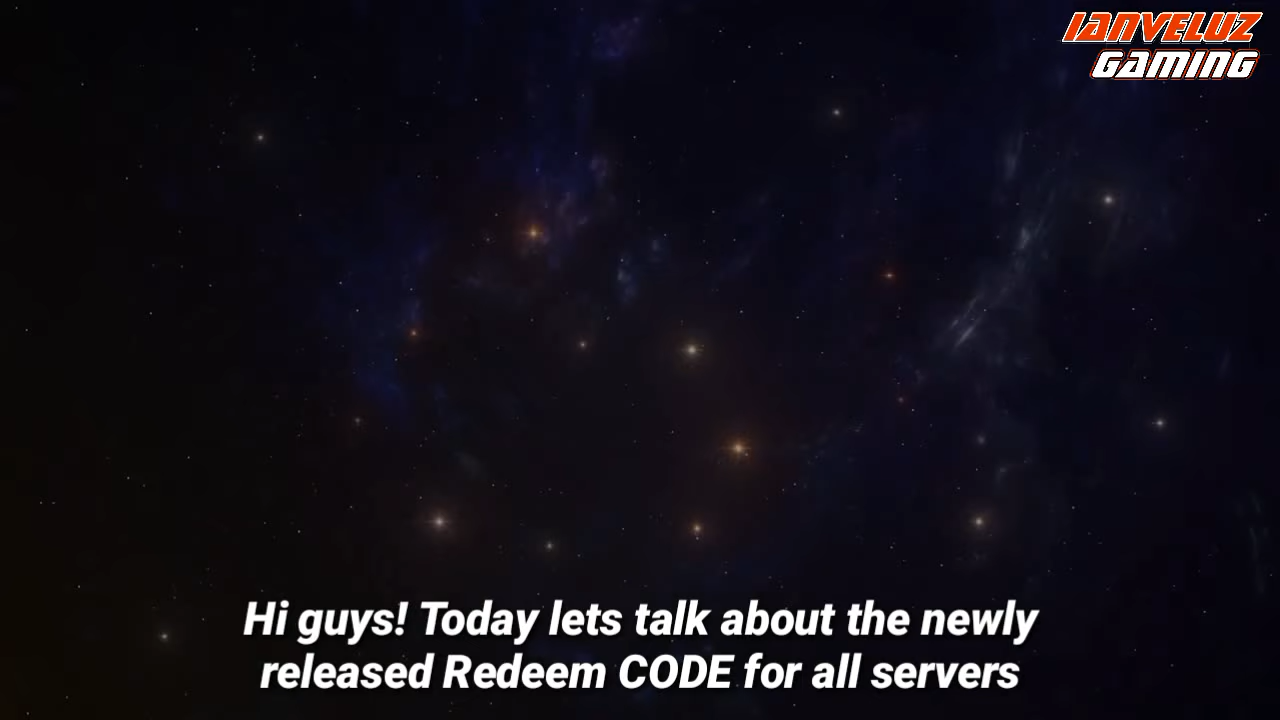 IANVELUZ
GAMING
Hi guys! Today lets talk about the newly
released Redeem CODE for all servers